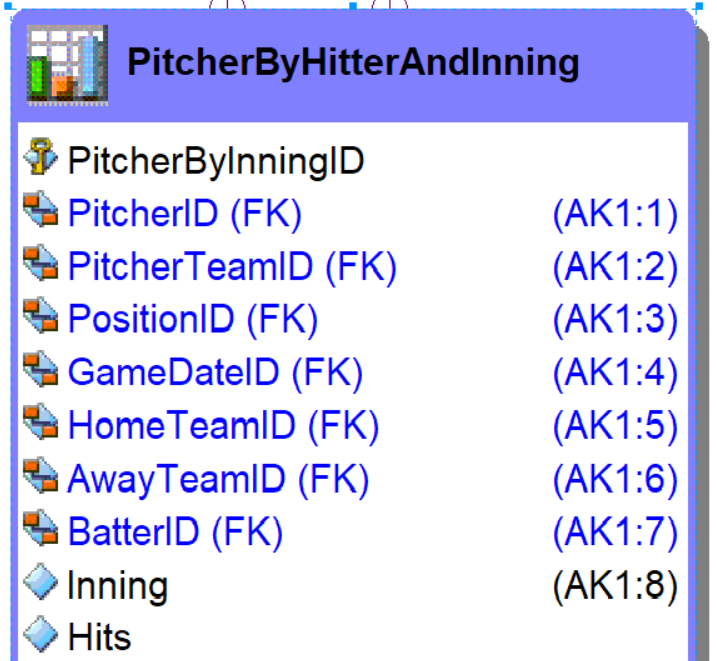 PitcherByHitterAndInning
PitcherByInningID
PitcherID (FK) (AK1:1)
PitcherTeamID (FK) (AK1:2)
PositionID (FK) (AK1:3)
GameDateID (FK) (AK1:4)
HomeTeamID (FK) (AK1:5)
AwayTeamID (FK) (AK1:6)
BatterID (FK) (AK1:7)
Inning (AK1:8)
Hits